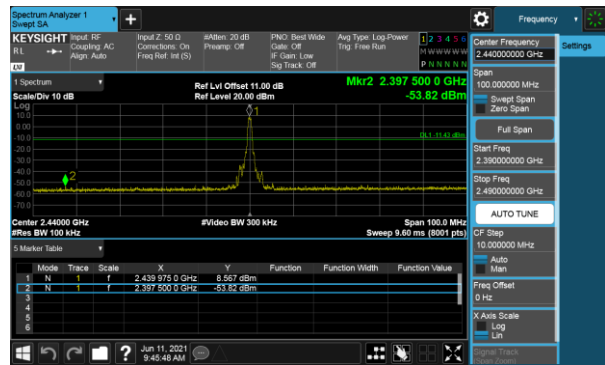 Spectrum Analyzer 1
Swept SA
Frequency
KEYSIGHT Input: RF Input Z: 50 Ω #Atten: 20 dB PNO: Best Wide Avg Type: Log-Power 1 2 3 4 5 6
RL Coupling: AC Corrections: On Preamp: Off Gate: Off Trig: Free Run M W W W W W
Align: Auto Freq Ref: Int (S) IF Gain: Low P N N N N N
LXI Sig Track: Off
1 Spectrum Ref Lvl Offset 11.00 dB Mkr2 2.397 500 0 GHz
Scale/Div 10 dB Ref Level 20.00 dBm -53.82 dBm
Log
1
10.0
0.00
-10.0
DL1 -11.43 dBm
-20.0
-30.0
-40.0
2
-50.0
-60.0
-70.0
Center 2.44000 GHz #Video BW 300 kHz Span 100.0 MHz
#Res BW 100 kHz Sweep 9.60 ms (8001 pts)
5 Marker Table
Mode Trace Scale X Y Function Function Width Function Value
1 N 1 f 2.439 975 0 GHz 8.567 dBm
2 N 1 f 2.397 500 0 GHz -53.82 dBm
3
4
5
6
Jun 11, 2021
9:45:48 AM
Center Frequency
2.440000000 GHz
Settings
Span
100.000000 MHz
Swept Span
Zero Span
Full Span
Start Freq
2.390000000 GHz
Stop Freq
2.490000000 GHz
AUTO TUNE
CF Step
10.000000 MHz
Auto
Man
Freq Offset
0 Hz
X Axis Scale
Log
Lin
Signal Track
(Span Zoom)